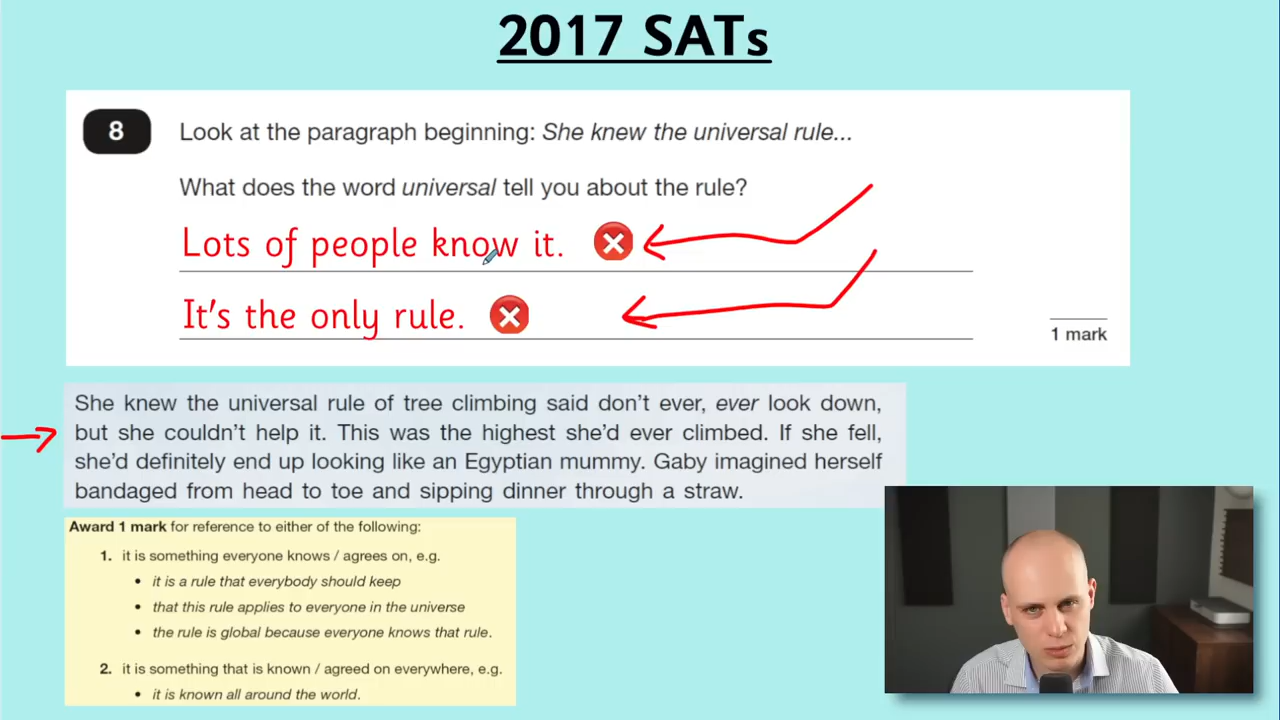 2017 SATs
8 Look at the paragraph beginning: She knew the universal rule...
What does the word universal tell you about the rule?
Lots of people know it.
It's the only rule.
1 mark
She knew the universal rule of tree climbing said don't ever, ever look down,
but she couldn't help it. This was the highest she'd ever climbed. If she fell,
she'd definitely end up looking like an Egyptian mummy. Gaby imagined herself
bandaged from head to toe and sipping dinner through a straw.
Award 1 mark for reference to either of the following:
1. it is something everyone knows / agrees on, e.g.
• it is a rule that everybody should keep
• that this rule applies to everyone in the universe
• the rule is global because everyone knows that rule.
2. it is something that is known / agreed on everywhere, e.g.
• it is known all around the world.